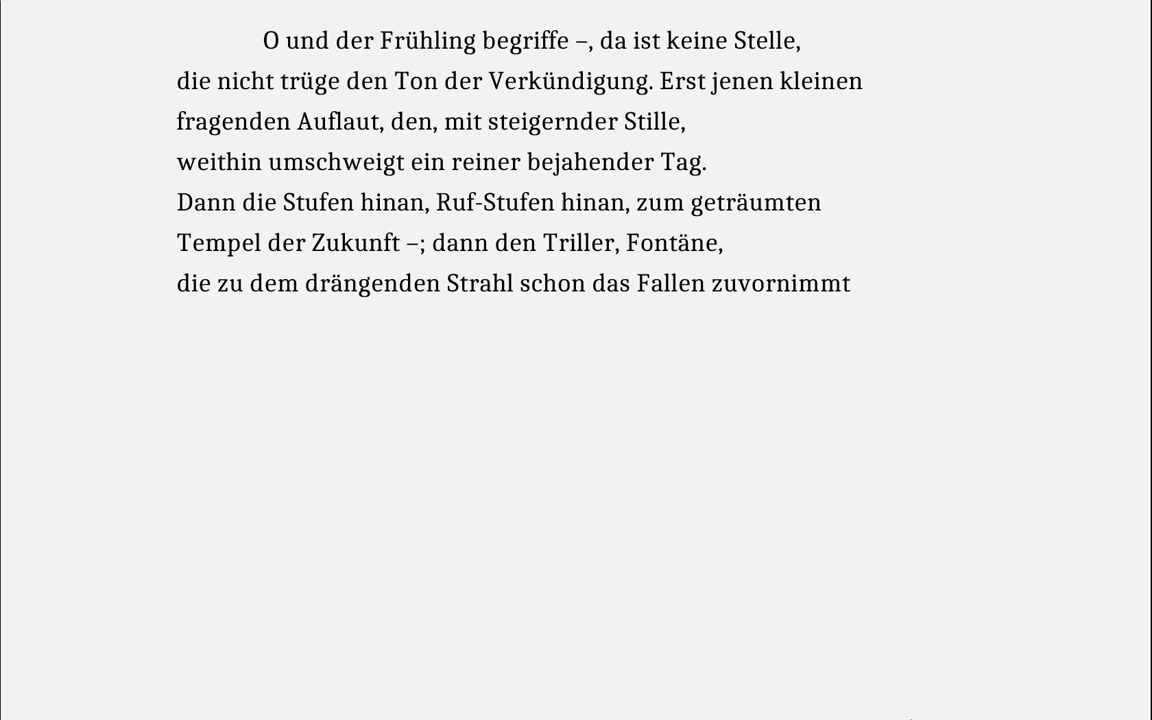 O und der Frühling begriffe –, da ist keine Stelle,
die nicht trüge den Ton der Verkündigung. Erst jenen kleinen
fragenden Auflaut, den, mit steigernder Stille,
weithin umschweigt ein reiner bejahender Tag.
Dann die Stufen hinan, Ruf-Stufen hinan, zum geträumten
Tempel der Zukunft –; dann den Triller, Fontäne,
die zu dem drängenden Strahl schon das Fallen zuvornimmt